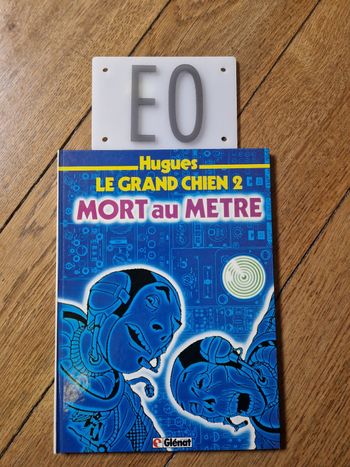 EO
Hugues
LE GRAND CHIEN 2
MORT au METRE
Glénat